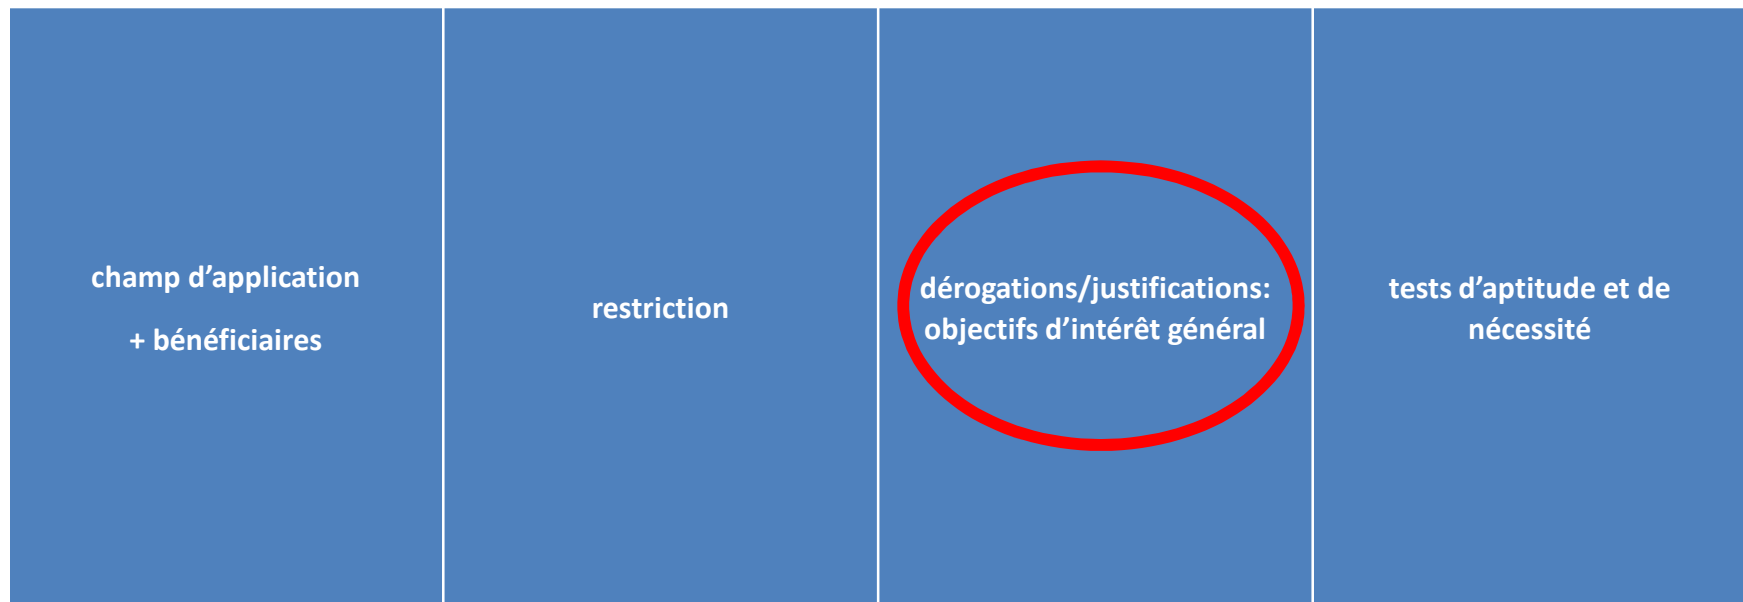 champ d’application
+ bénéficiaires
restriction
dérogations/justifications:
objectifs d’intérêt général
tests d’aptitude et de
nécessité